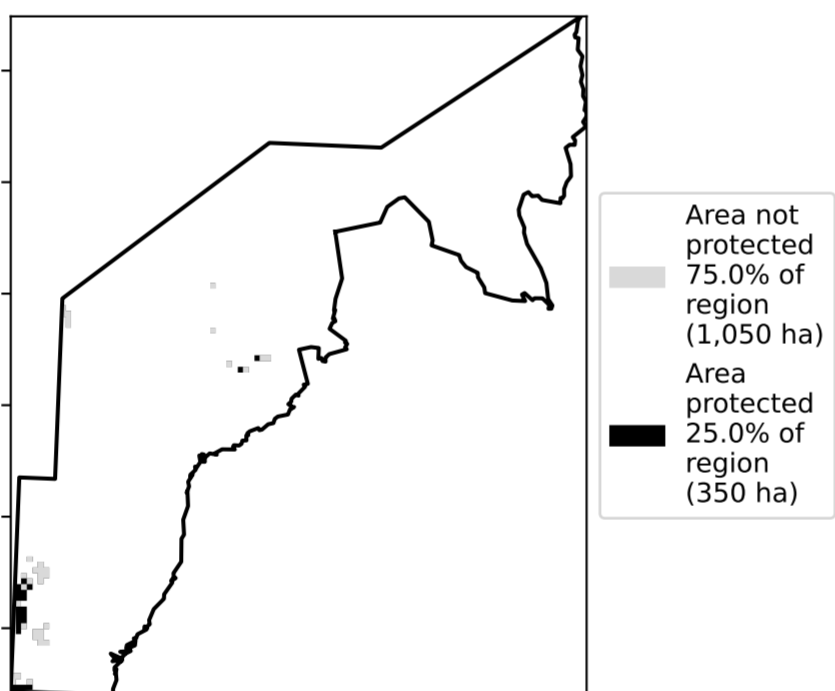 Area not
protected
75.0% of
region
(1,050 ha)
Area
protected
25.0% of
region
(350 ha)